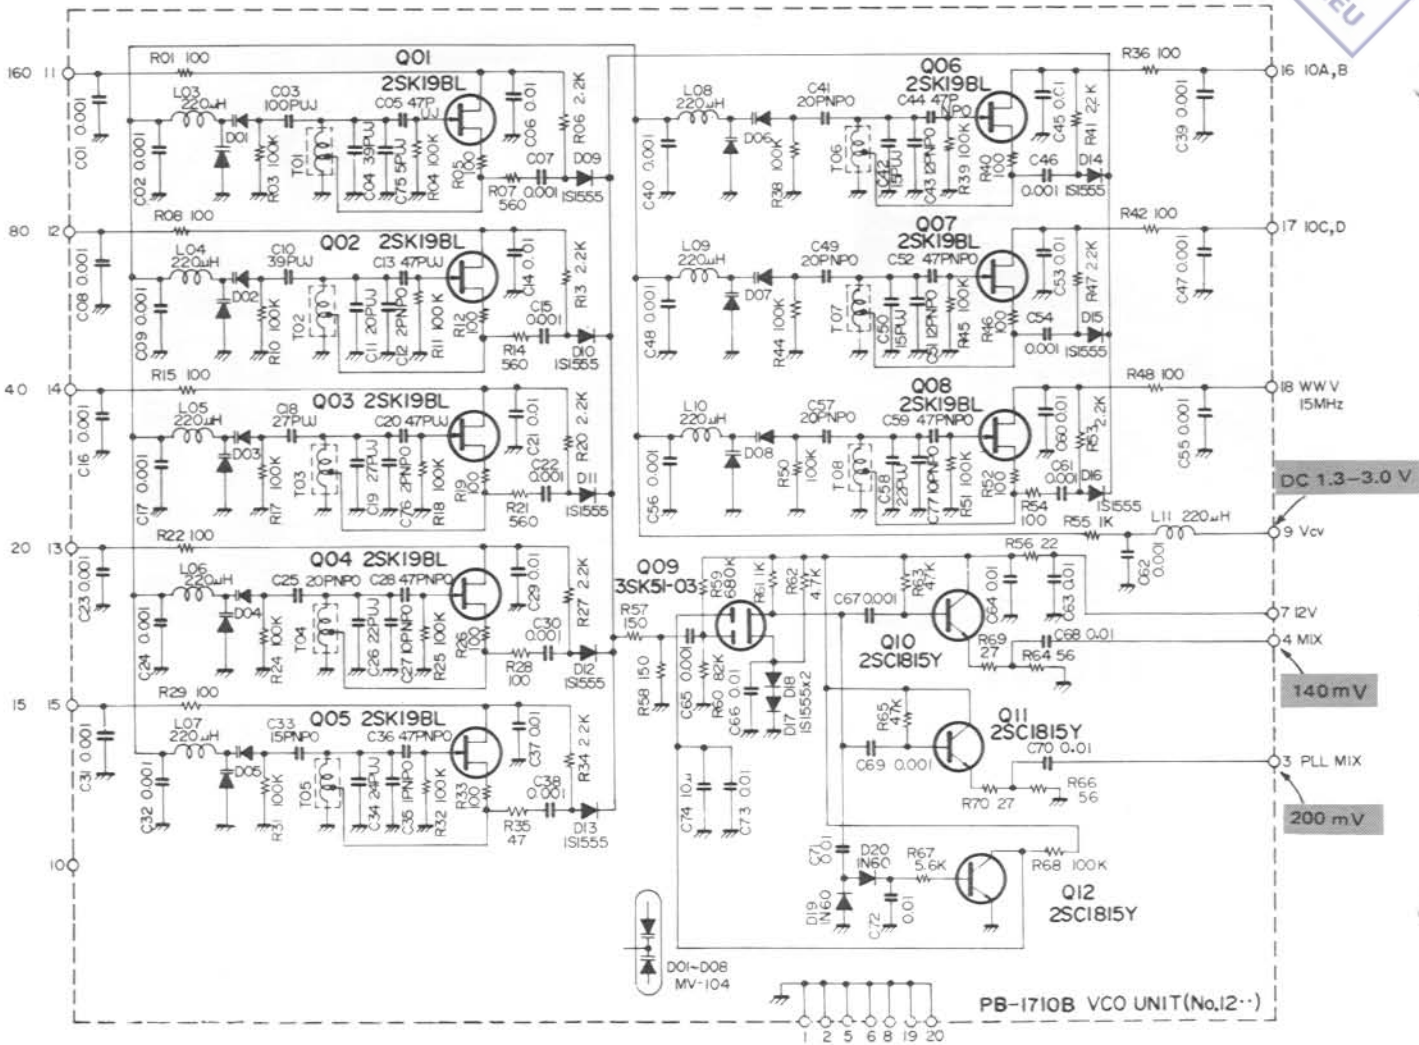 EU
160 11
R01 100
Q01
2SK19BL
L03
220μH
C03
100PUJ
C05 47P
UJ
C01 0.001
C02 0.001
D01
R03 100K
T01
C04 39PUJ
C75 5PUJ
R04 100K
R05
100
C06 0.01
R06 2.2K
C07
0.001
R07
560
D09
1S1555
80 12
R08 100
Q02 2SK19BL
L04
220μH
C10
39PUJ
C13 47PUJ
C08 0.001
C09 0.001
D02
R10 100K
T02
C11 20PUJ
C12 2PNPO
R11 100K
R12
100
C14 0.01
R13 2.2K
C15
0.001
R14
560
D10
1S1555
40 14
R15 100
Q03 2SK19BL
L05
220μH
C18
27PUJ
C20 47PUJ
C16 0.001
C17 0.001
D03
R17 100K
T03
C19 27PUJ
C76 2PNPO
R18 100K
R19
100
C21 0.01
R20 2.2K
C22
0.001
R21
560
D11
1S1555
20 13
R22 100
Q04 2SK19BL
L06
220μH
C25 20PNPO
C28 47PNPO
C23 0.001
C24 0.001
D04
R24 100K
T04
C26 22PUJ
C27 10PNPO
R25 100K
R26
100
C29 0.01
R27 2.2K
C30
0.001
R28
100
D12
1S1555
15 15
R29 100
Q05 2SK19BL
L07
220μH
C33
15PNPO
C36 47PNPO
C31 0.001
C32 0.001
D05
R31 100K
T05
C34 24PUJ
C35 1PNPO
R32 100K
R33
100
C37 0.01
R34 2.2K
C38
0.001
R35
47
D13
1S1555
10
Q06
2SK19BL
R36 100
16 10A,B
L08
220μH
C41
20PNPO
C44 47P
NPO
C40 0.001
D06
R38 100K
T06
C42
15PUJ
C43 12PNPO
R39 100K
R40
100
C45 0.01
R41 22K
C46
0.001
D14
1S1555
C39 0.001
Q07
2SK19BL
R42 100
17 10C,D
L09
220μH
C49
20PNPO
C52 47PNPO
C48 0.001
D07
R44 100K
T07
C50
15PUJ
C51 12PNPO
R45 100K
R46
100
C53 0.01
R47 2.2K
C54
0.001
D15
1S1555
C47 0.001
Q08
2SK19BL
R48 100
18 WWV
15MHz
L10
220μH
C57
20PNPO
C59 47PNPO
C56 0.001
D08
R50
100K
T08
C58
22PUJ
C77 10PNPO
R51 100K
R52
100
C60 0.01
R53
2.2K
C61
0.001
R54
100
D16
1S1555
C55 0.001
DC 1.3-3.0 V
R55 1K
L11 220μH
9 Vcv
C62
0.001
Q09
3SK51-03
R57
150
R58 150
C65 0.001
R59
680K
R60 82K
R61 1K
R62
4.7K
C66 0.01
D18
D17
1S1555x2
C67 0.001
R63
47K
Q10
2SC1815Y
R56 22
C64 0.01
C63 0.01
7 12V
R69
27
C68 0.01
R64 56
4 MIX
140 mV
R65
47K
Q11
2SC1815Y
C69 0.001
C70 0.01
R70 27
R66
56
3 PLL MIX
200 mV
C74 10μ
C73 0.01
C71
0.01
D20
1N60
R67
5.6K
R68 100K
D19
1N60
C72
0.01
Q12
2SC1815Y
D01~D08
MV-104
PB-1710B VCO UNIT(No.12··)
1 2 5 6 8 19 20